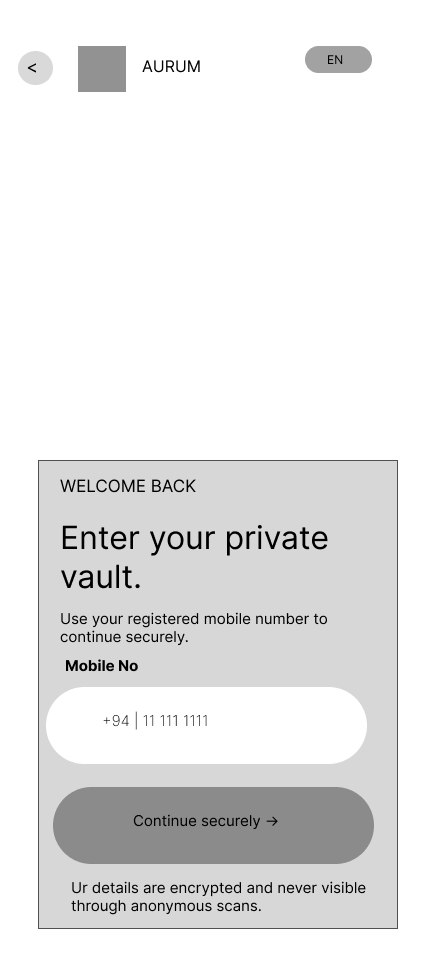 <
AURUM
EN
WELCOME BACK
Enter your private
vault.
Use your registered mobile number to
continue securely.
Mobile No
+94 | 11 111 1111
Continue securely →
Ur details are encrypted and never visible
through anonymous scans.